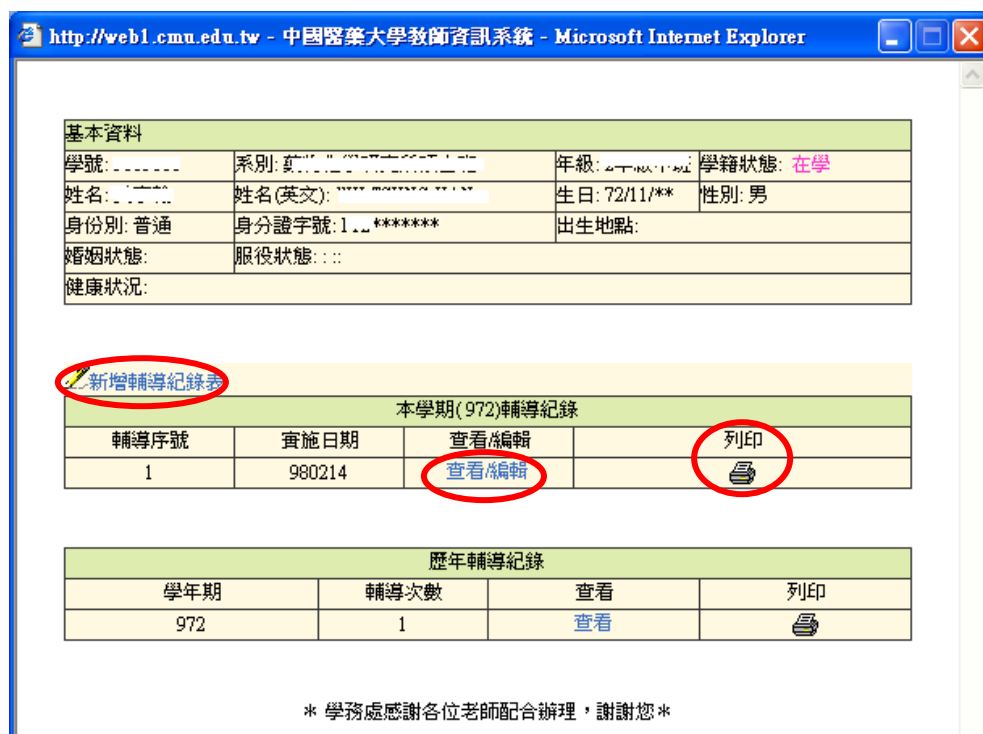 http://web1.cmu.edu.tw - 中國醫藥大學教師資訊系統 - Microsoft Internet Explorer
基本資料
學號: 系別: 年級: 學籍狀態: 在學
姓名: 姓名(英文): 生日: 72/11/** 性別: 男
身份別: 普通 身分證字號: *******  出生地點:
婚姻狀態: 服役狀態: : ::
健康狀況:
新增輔導紀錄表
本學期(972)輔導紀錄
輔導序號 實施日期 查看/編輯 列印
1 980214 查看/編輯
歷年輔導紀錄
學年期 輔導次數 查看 列印
972 1 查看
* 學務處感謝各位老師配合辦理，謝謝您*